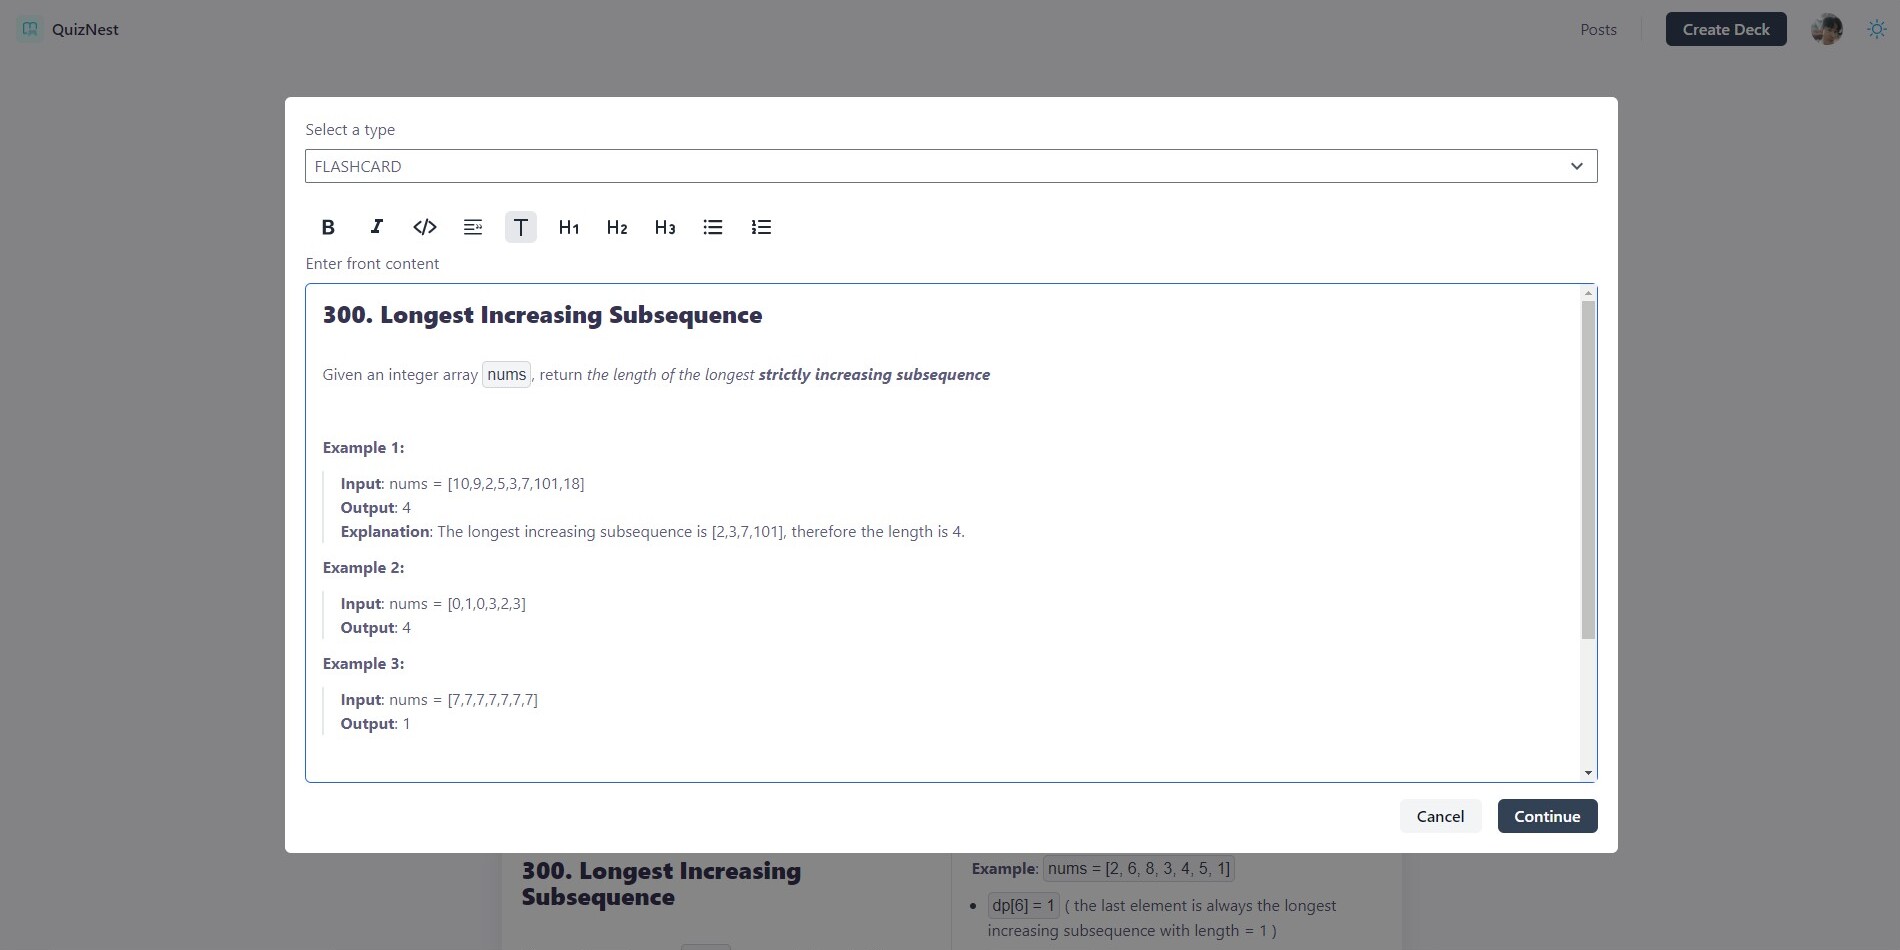 QuizNest
Posts
Create Deck
Select a type
FLASHCARD
B I </> T H1 H2 H3
Enter front content
300. Longest Increasing Subsequence
Given an integer array nums, return the length of the longest strictly increasing subsequence
Example 1:
Input: nums = [10,9,2,5,3,7,101,18]
Output: 4
Explanation: The longest increasing subsequence is [2,3,7,101], therefore the length is 4.
Example 2:
Input: nums = [0,1,0,3,2,3]
Output: 4
Example 3:
Input: nums = [7,7,7,7,7,7,7]
Output: 1
Cancel
Continue
300. Longest Increasing
Subsequence
Example: nums = [2, 6, 8, 3, 4, 5, 1]
• dp[6] = 1 ( the last element is always the longest
increasing subsequence with length = 1 )